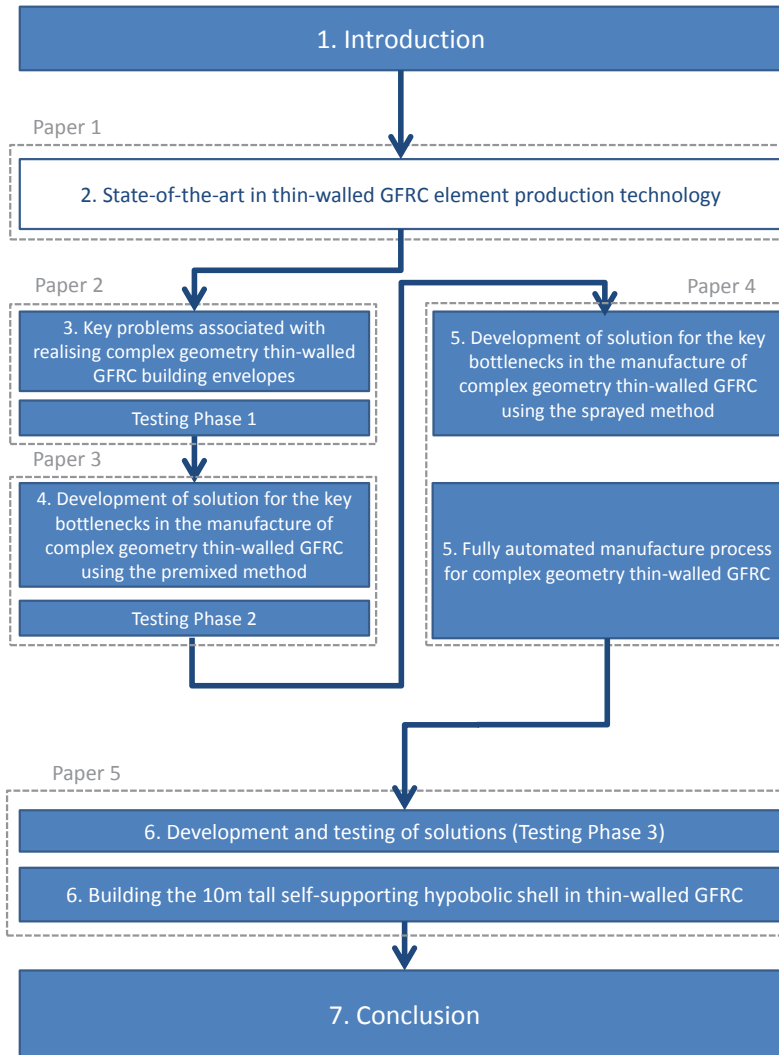 1. Introduction
Paper 1
2. State-of-the-art in thin-walled GFRC element production technology
Paper 2
3. Key problems associated with
realising complex geometry thin-walled
GFRC building envelopes
Testing Phase 1
Paper 3
4. Development of solution for the key
bottlenecks in the manufacture of
complex geometry thin-walled GFRC
using the premixed method
Testing Phase 2
Paper 4
5. Development of solution for the key
bottlenecks in the manufacture of
complex geometry thin-walled GFRC
using the sprayed method
5. Fully automated manufacture process
for complex geometry thin-walled GFRC
Paper 5
6. Development and testing of solutions (Testing Phase 3)
6. Building the 10m tall self-supporting hypobolic shell in thin-walled GFRC
7. Conclusion